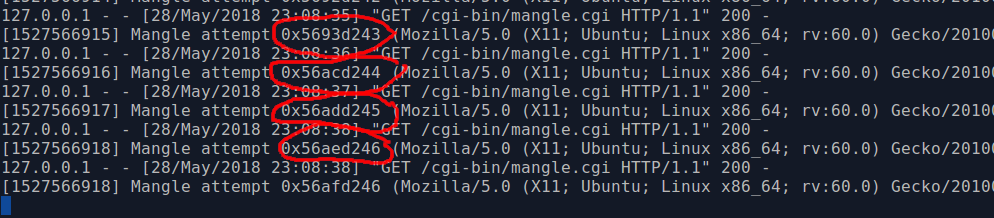 127.0.0.1 - - [28/May/2018 23:08:35] "GET /cgi-bin/mangle.cgi HTTP/1.1" 200 -
[1527566915] Mangle attempt 0x5693d243 (Mozilla/5.0 (X11; Ubuntu; Linux x86_64; rv:60.0) Gecko/20100
127.0.0.1 - - [28/May/2018 23:08:36] "GET /cgi-bin/mangle.cgi HTTP/1.1" 200 -
[1527566916] Mangle attempt 0x56acd244 (Mozilla/5.0 (X11; Ubuntu; Linux x86_64; rv:60.0) Gecko/20100
127.0.0.1 - - [28/May/2018 23:08:37] "GET /cgi-bin/mangle.cgi HTTP/1.1" 200 -
[1527566917] Mangle attempt 0x56add245 (Mozilla/5.0 (X11; Ubuntu; Linux x86_64; rv:60.0) Gecko/20100
127.0.0.1 - - [28/May/2018 23:08:38] "GET /cgi-bin/mangle.cgi HTTP/1.1" 200 -
[1527566918] Mangle attempt 0x56aed246 (Mozilla/5.0 (X11; Ubuntu; Linux x86_64; rv:60.0) Gecko/20100
127.0.0.1 - - [28/May/2018 23:08:38] "GET /cgi-bin/mangle.cgi HTTP/1.1" 200 -
[1527566918] Mangle attempt 0x56afd246 (Mozilla/5.0 (X11; Ubuntu; Linux x86_64; rv:60.0) Gecko/20100